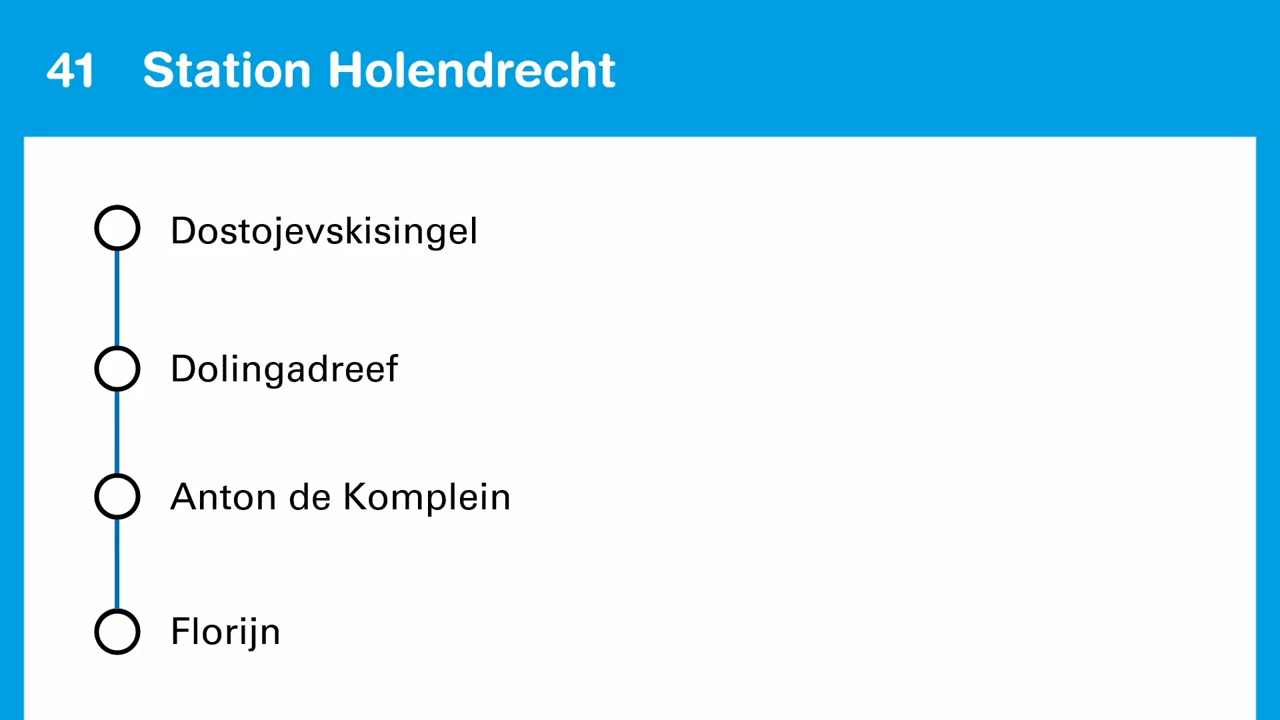 41 Station Holendrecht
Dostojevskisingel
Dolingadreef
Anton de Komplein
Florijn